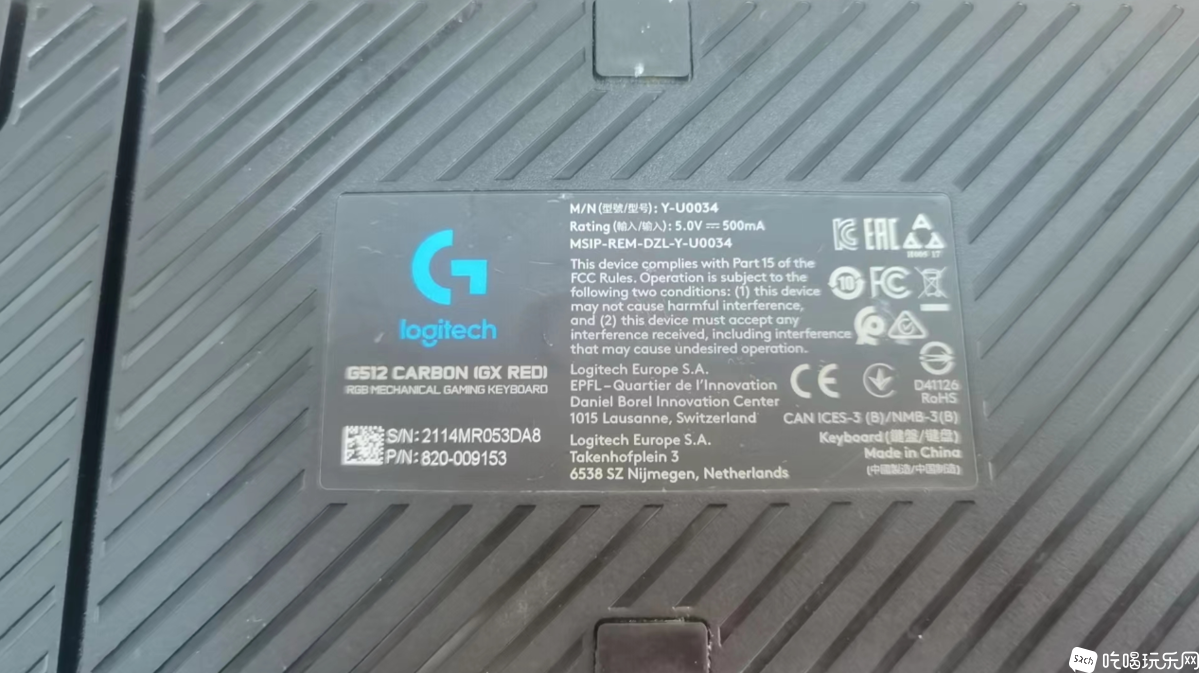 logitech
G512 CARBON (GX RED)
RGB MECHANICAL GAMING KEYBOARD
S/N: 2114MR053DA8
P/N: 820-009153
M/N (型號/型号): Y-U0034
Rating (輸入/输入): 5.0V ⎓ 500mA
MSIP-REM-DZL-Y-U0034
This device complies with Part 15 of the
FCC Rules. Operation is subject to the
following two conditions: (1) this device
may not cause harmful interference,
and (2) this device must accept any
interference received, including interference
that may cause undesired operation.
Logitech Europe S.A.
EPFL – Quartier de l'Innovation
Daniel Borel Innovation Center
1015 Lausanne, Switzerland
Logitech Europe S.A.
Takenhofplein 3
6538 SZ Nijmegen, Netherlands
EAC
10
FC
CE
D41126
RoHS
CAN ICES-3 (B)/NMB-3(B)
Keyboard (鍵盤/键盘)
Made in China
(中國製造/中国制造)
吃喝玩乐网